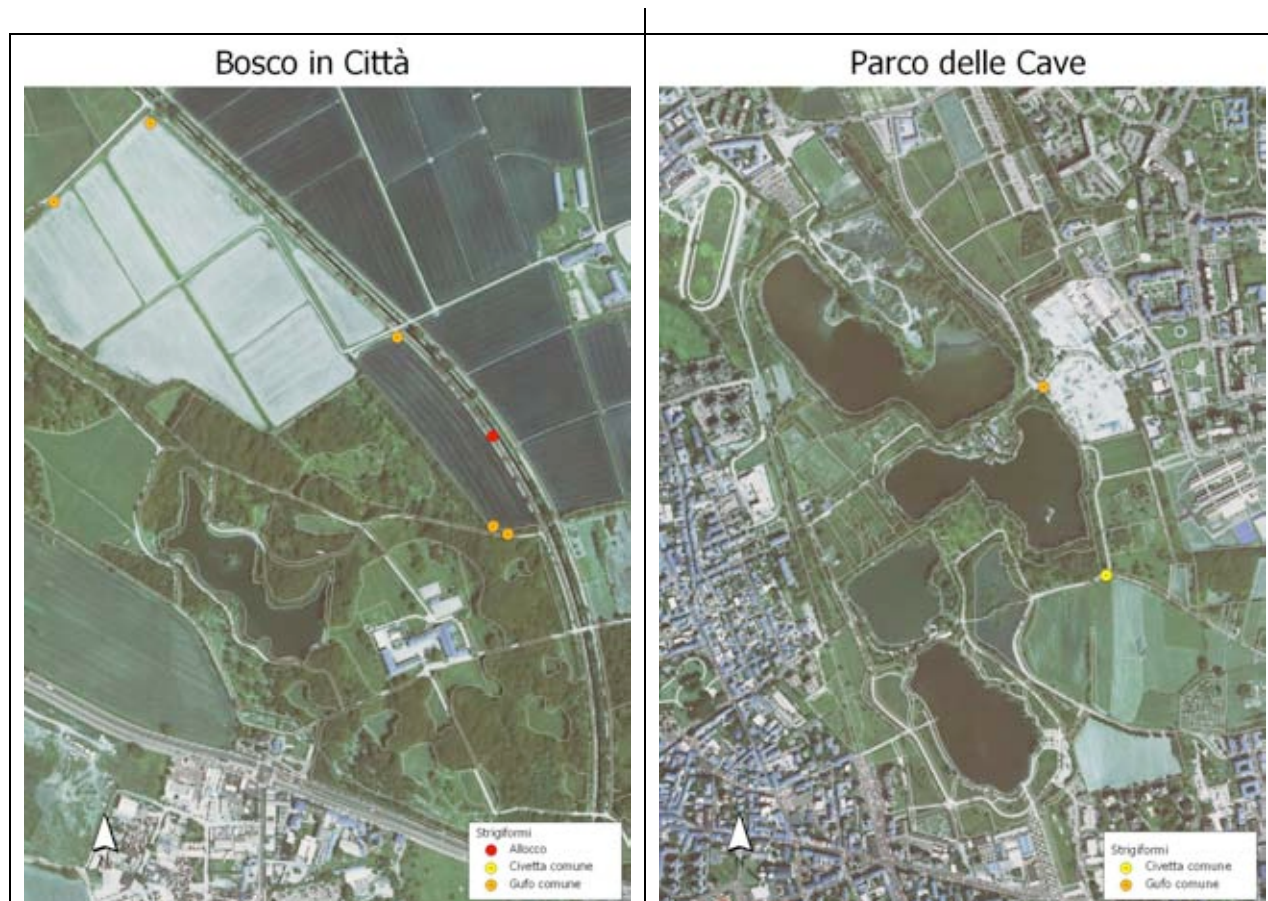 Bosco in Città
Strigiformi
Allocco
Civetta comune
Gufo comune
Parco delle Cave
Strigiformi
Civetta comune
Gufo comune